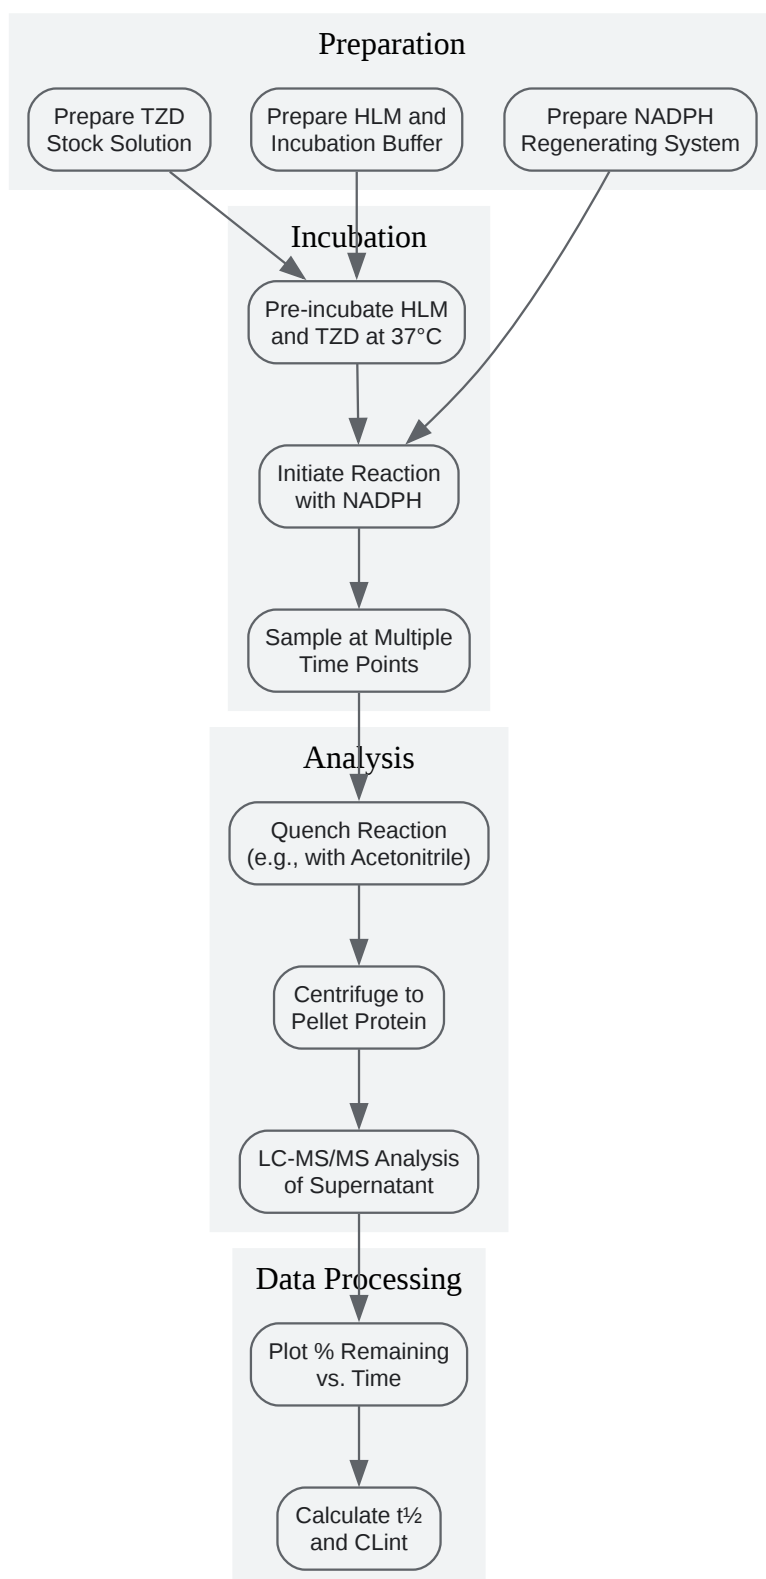 Preparation
Prepare TZD
Stock Solution
Prepare HLM and
Incubation Buffer
Prepare NADPH
Regenerating System
Incubation
Pre-incubate HLM
and TZD at 37°C
Initiate Reaction
with NADPH
Sample at Multiple
Time Points
Analysis
Quench Reaction
(e.g., with Acetonitrile)
Centrifuge to
Pellet Protein
LC-MS/MS Analysis
of Supernatant
Data Processing
Plot % Remaining
vs. Time
Calculate t½
and CLint